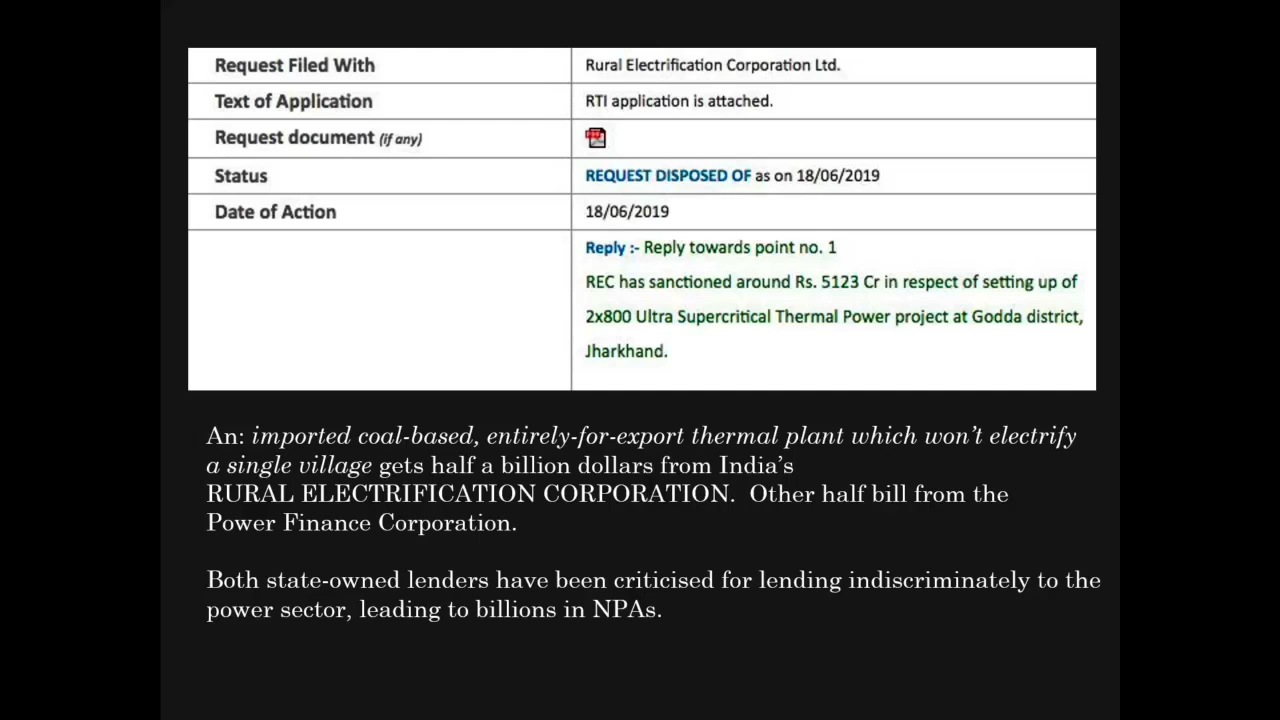 Request Filed With Rural Electrification Corporation Ltd.
Text of Application RTI application is attached.
Request document (if any)
Status REQUEST DISPOSED OF as on 18/06/2019
Date of Action 18/06/2019
Reply :- Reply towards point no. 1
REC has sanctioned around Rs. 5123 Cr in respect of setting up of
2x800 Ultra Supercritical Thermal Power project at Godda district,
Jharkhand.
An: imported coal-based, entirely-for-export thermal plant which won't electrify
a single village gets half a billion dollars from India's
RURAL ELECTRIFICATION CORPORATION. Other half bill from the
Power Finance Corporation.
Both state-owned lenders have been criticised for lending indiscriminately to the
power sector, leading to billions in NPAs.